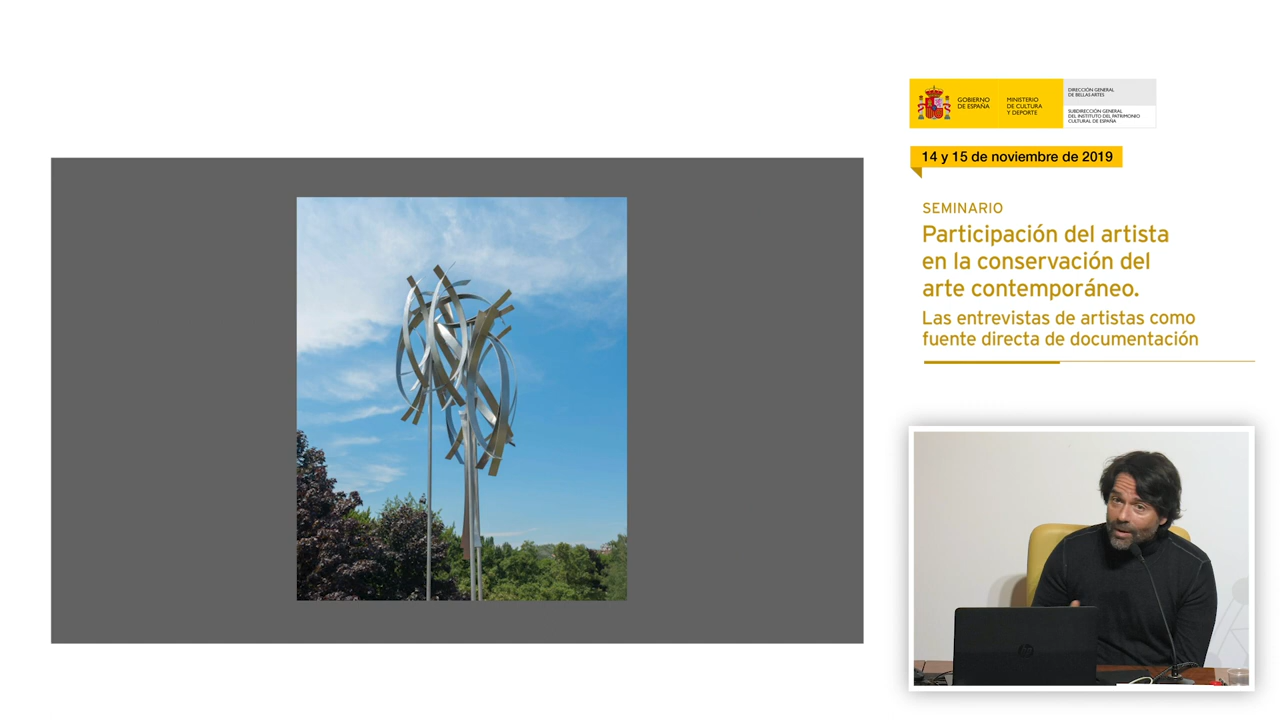 GOBIERNO
DE ESPAÑA
MINISTERIO
DE CULTURA
Y DEPORTE
DIRECCIÓN GENERAL
DE BELLAS ARTES
SUBDIRECCIÓN GENERAL
DEL INSTITUTO DEL PATRIMONIO
CULTURAL DE ESPAÑA
14 y 15 de noviembre de 2019
SEMINARIO
Participación del artista
en la conservación del
arte contemporáneo.
Las entrevistas de artistas como
fuente directa de documentación